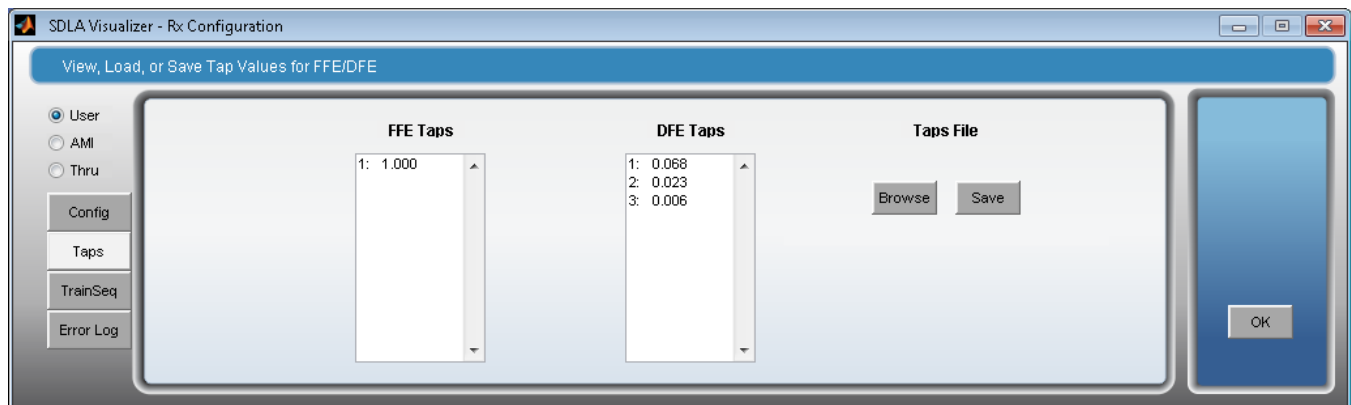 SDLA Visualizer - Rx Configuration
View, Load, or Save Tap Values for FFE/DFE
User
AMI
Thru
Config
Taps
TrainSeq
Error Log
FFE Taps
1: 1.000
DFE Taps
1: 0.068
2: 0.023
3: 0.006
Taps File
Browse Save
OK